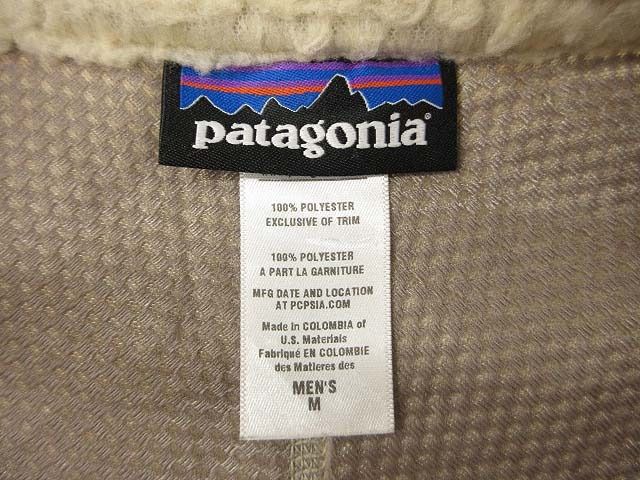 patagonia®
100% POLYESTER
EXCLUSIVE OF TRIM
100% POLYESTER
A PART LA GARNITURE
MFG DATE AND LOCATION
AT PCPSIA.COM
Made in COLOMBIA of
U.S. Materials
Fabriqué EN COLOMBIE
des Matieres des
MEN'S
M